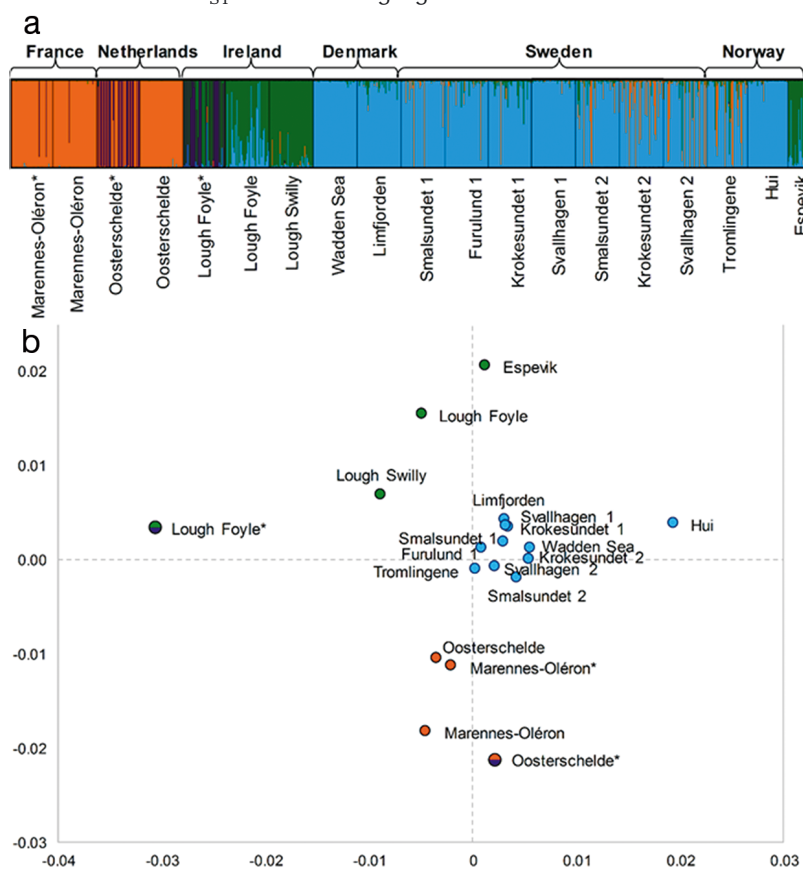 a
France Netherlands Ireland Denmark Sweden Norway
Marennes-Oléron*
Marennes-Oléron
Oosterschelde*
Oosterschelde
Lough Foyle*
Lough Foyle
Lough Swilly
Wadden Sea
Limfjorden
Smalsundet 1
Furulund 1
Krokesundet 1
Svallhagen 1
Smalsundet 2
Krokesundet 2
Svallhagen 2
Tromlingene
Hui
Espevik
b
0.02
Espevik
Lough Foyle
0.01
Lough Swilly
Limfjorden
Svallhagen 1
Lough Foyle*
Krokesundet 1
Hui
Smalsundet 1
Wadden Sea
Furulund 1
Krokesundet 2
0.00
Tromlingene
Svallhagen 2
Smalsundet 2
-0.01
Oosterschelde
Marennes-Oléron*
Marennes-Oléron
-0.02
Oosterschelde*
-0.03
-0.04 -0.03 -0.02 -0.01 0 0.01 0.02 0.03